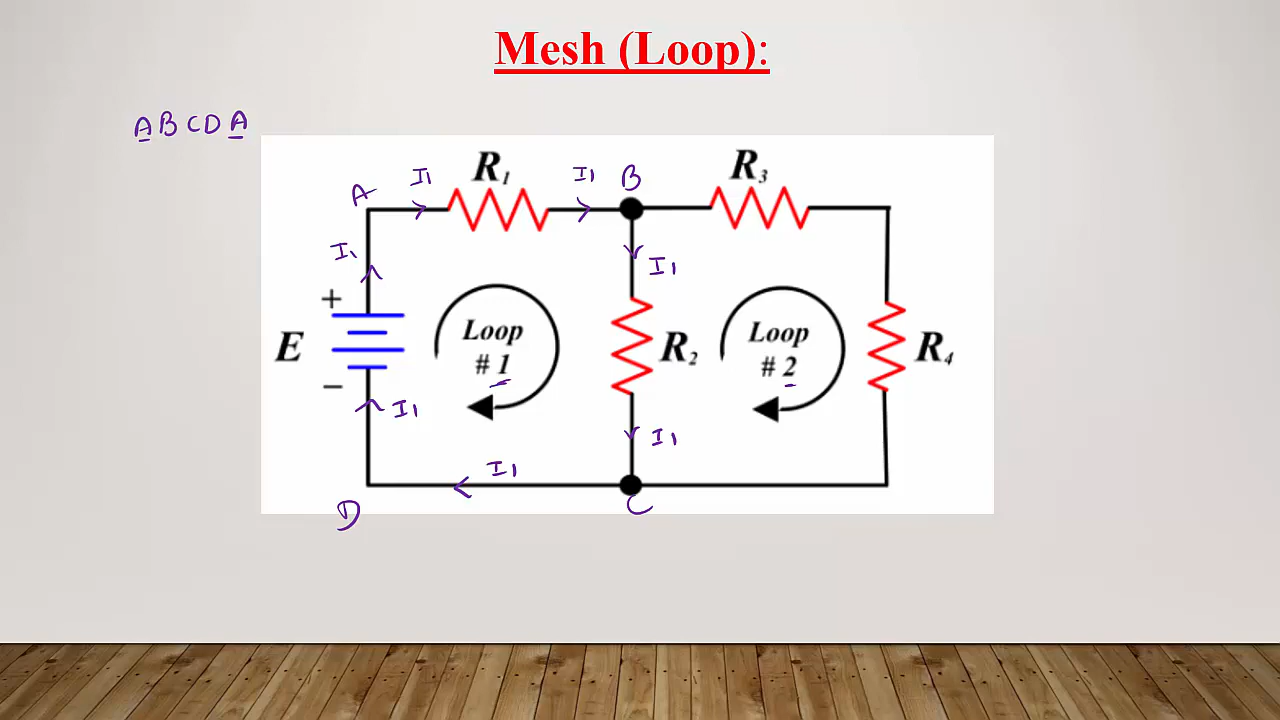 Mesh (Loop):
ABCDA
R1 R3
A I1 I1 B
I1 I1
+
E Loop # 1 R2 Loop # 2 R4
−
I1 I1
I1
D C